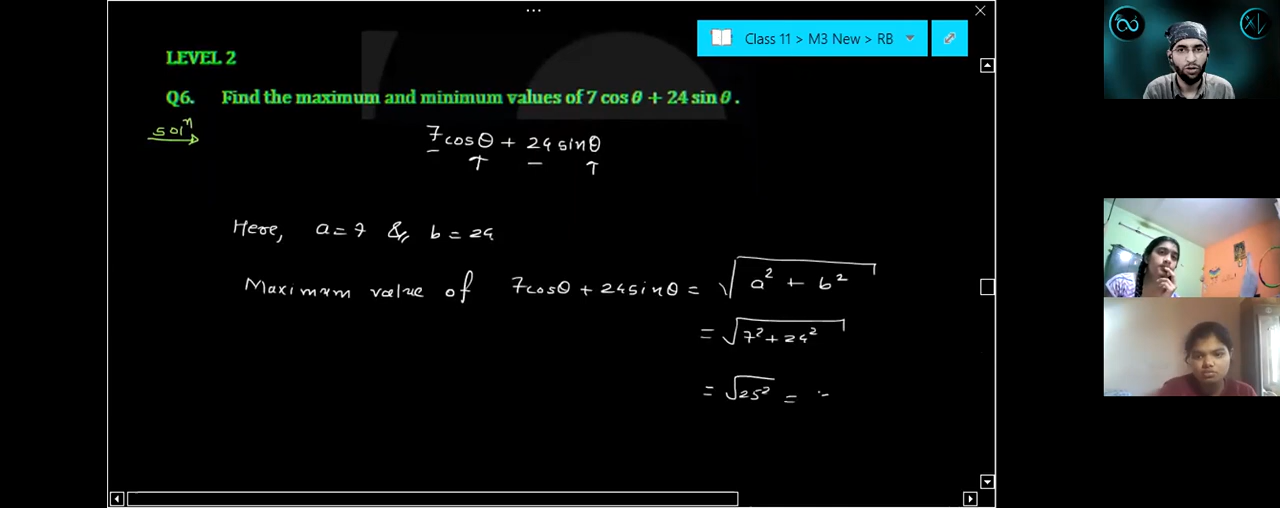 Class 11 > M3 New > RB
LEVEL 2
Q6. Find the maximum and minimum values of 7 cos θ + 24 sin θ .
solⁿ
7cosθ + 24 sinθ
Here, a = 7 & b = 24
Maximum value of 7cosθ + 24sinθ = √a² + b²
= √7² + 24²
= √25² =